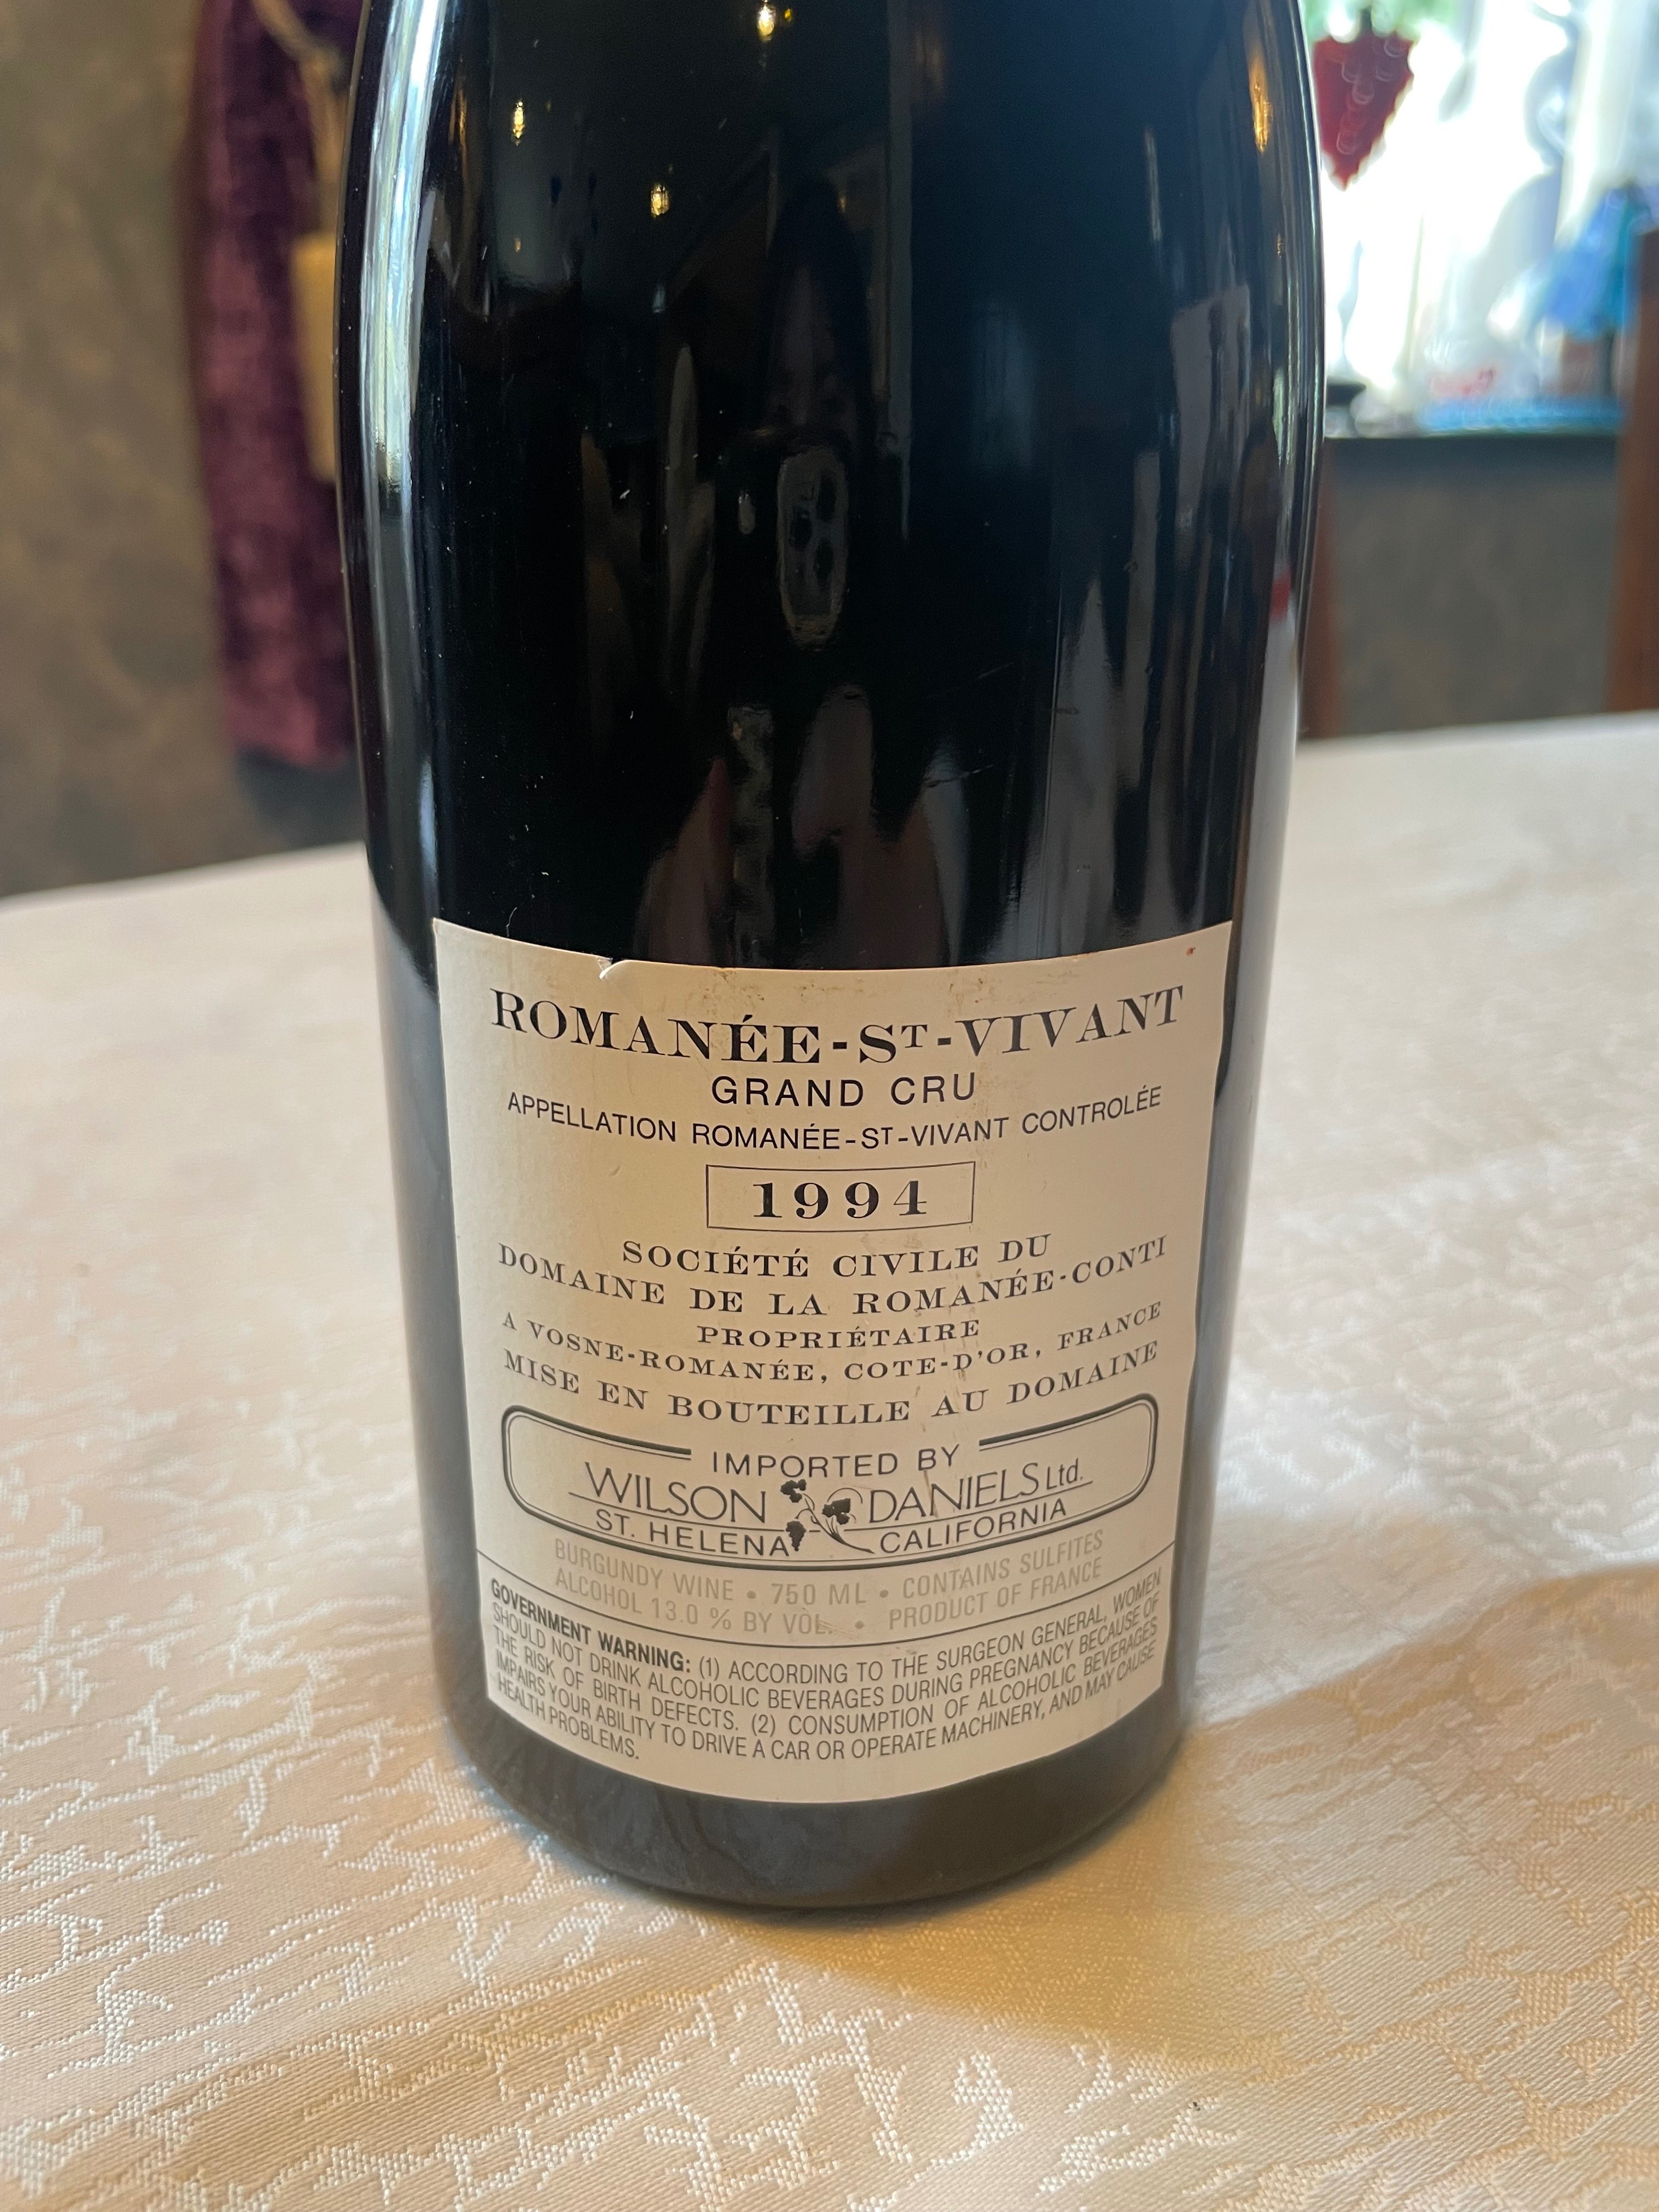 ROMANÉE-ST-VIVANT
GRAND CRU
APPELLATION ROMANÉE-ST-VIVANT CONTROLÉE
1994
SOCIÉTÉ CIVILE DU
DOMAINE DE LA ROMANÉE-CONTI
PROPRIÉTAIRE
A VOSNE-ROMANÉE, COTE-D'OR, FRANCE
MISE EN BOUTEILLE AU DOMAINE
IMPORTED BY
WILSON DANIELS Ltd.
ST. HELENA CALIFORNIA
BURGUNDY WINE • 750 ML • CONTAINS SULFITES
ALCOHOL 13.0 % BY VOL. • PRODUCT OF FRANCE
GOVERNMENT WARNING: (1) ACCORDING TO THE SURGEON GENERAL, WOMEN
SHOULD NOT DRINK ALCOHOLIC BEVERAGES DURING PREGNANCY BECAUSE OF
THE RISK OF BIRTH DEFECTS. (2) CONSUMPTION OF ALCOHOLIC BEVERAGES
IMPAIRS YOUR ABILITY TO DRIVE A CAR OR OPERATE MACHINERY, AND MAY CAUSE
HEALTH PROBLEMS.